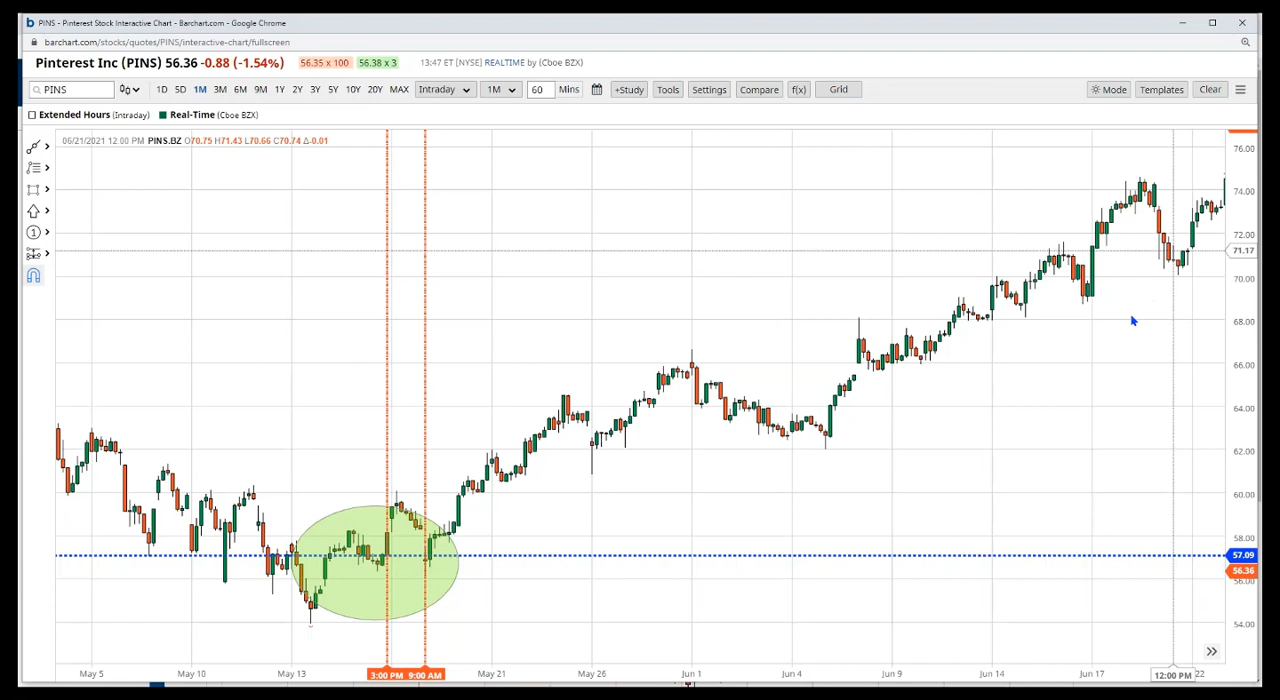 PINS - Pinterest Stock Interactive Chart - Barchart.com - Google Chrome
barchart.com/stocks/quotes/PINS/interactive-chart/fullscreen
Pinterest Inc (PINS) 56.36 -0.88 (-1.54%) 56.35 x 100 56.38 x 3 13:47 ET [NYSE] REALTIME by (Cboe BZX)
PINS 1D 5D 1M 3M 6M 9M 1Y 2Y 3Y 5Y 10Y 20Y MAX Intraday 1M 60 Mins +Study Tools Settings Compare f(x) Grid Mode Templates Clear
Extended Hours (Intraday) Real-Time (Cboe BZX)
06/21/2021 12:00 PM PINS.BZ O70.75 H71.43 L70.66 C70.74 Δ-0.01
76.00
74.00
72.00
71.17
70.00
68.00
66.00
64.00
62.00
60.00
58.00
57.09
56.36
56.00
54.00
May 5 May 10 May 13 3:00 PM 9:00 AM May 21 May 26 Jun 1 Jun 4 Jun 9 Jun 14 Jun 17 12:00 PM 22